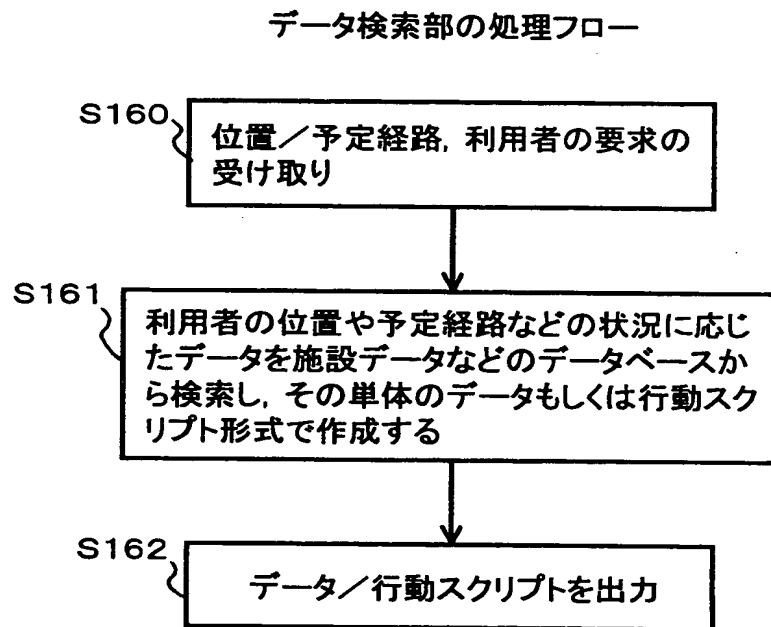 データ検索部の処理フロー
S160
位置／予定経路, 利用者の要求の
受け取り
S161
利用者の位置や予定経路などの状況に応じ
たデータを施設データなどのデータベースか
ら検索し, その単体のデータもしくは行動スク
リプト形式で作成する
S162
データ／行動スクリプトを出力